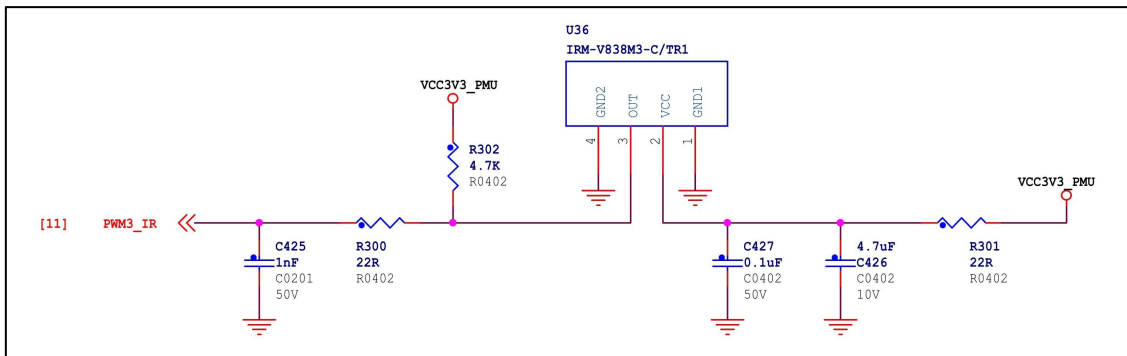 U36
IRM-V838M3-C/TR1
GND2
OUT
VCC
GND1
4
3
2
1
VCC3V3_PMU
R302
4.7K
R0402
VCC3V3_PMU
[11] PWM3_IR
C425
1nF
C0201
50V
R300
22R
R0402
C427
0.1uF
C0402
50V
4.7uF
C426
C0402
10V
R301
22R
R0402